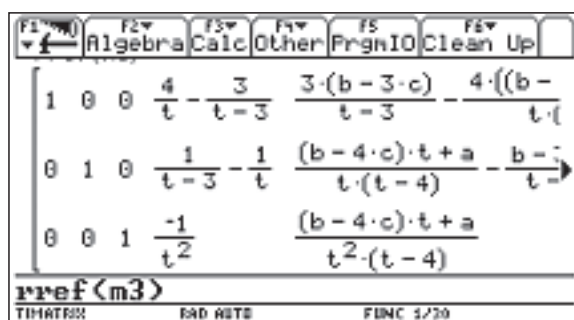 F1 F2 F3 F4 F5 F6
Algebra Calc Other PrgmIO Clean Up
1 0 0 4/t - 3/(t - 3) 3·(b - 3·c)/(t - 3) - 4·((b -
0 1 0 1/(t - 3) - 1/t ((b - 4·c)·t + a)/(t·(t - 4)) - b -
0 0 1 -1/t² ((b - 4·c)·t + a)/(t²·(t - 4))
rref(m3)
TIMATRIX RAD AUTO FUNC 1/30